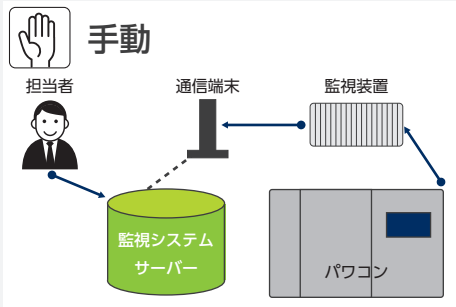 手動
担当者
通信端末
監視装置
監視システム
サーバー
パワコン